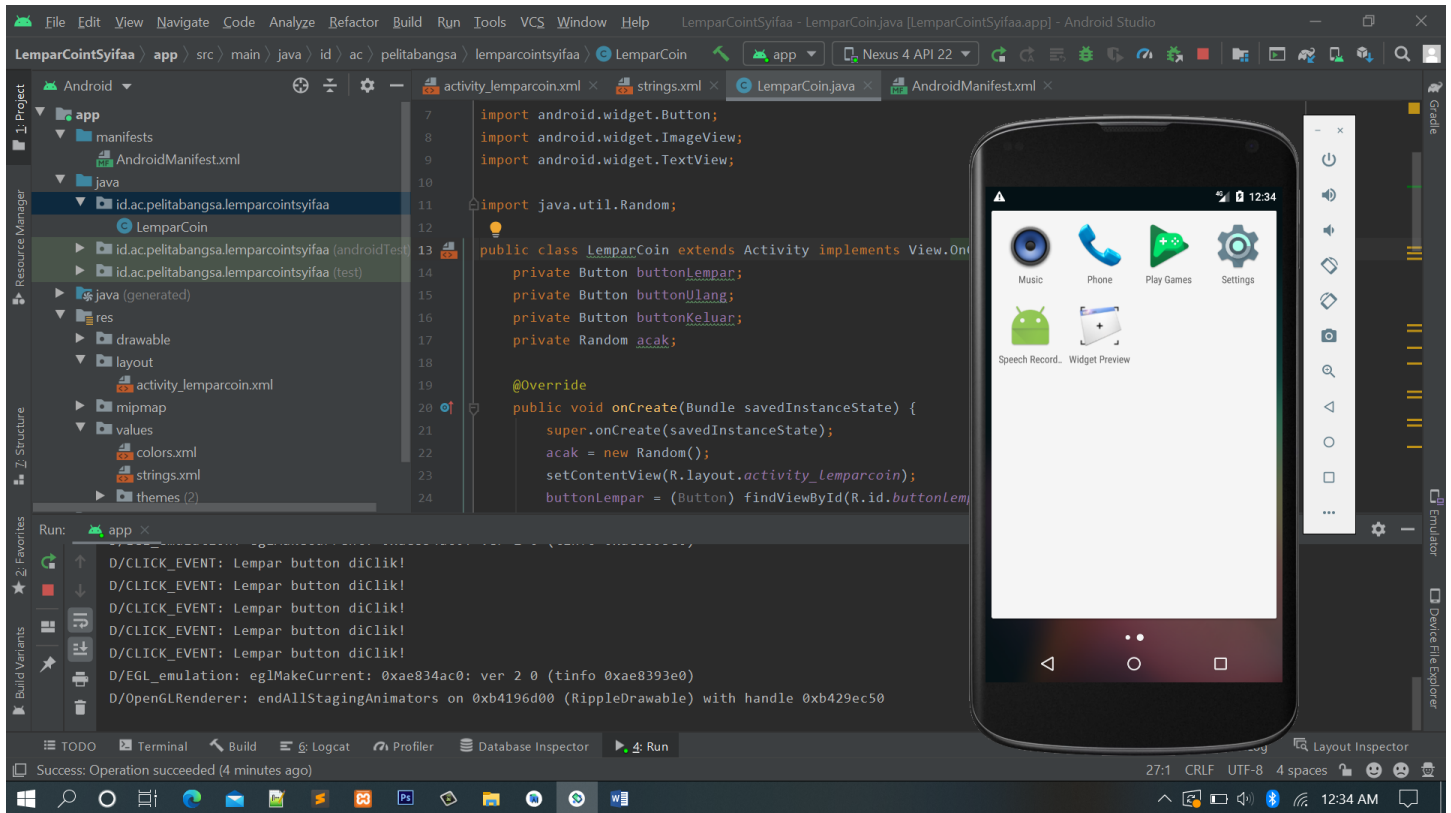 File Edit View Navigate Code Analyze Refactor Build Run Tools VCS Window Help LemparCointSyifaa - LemparCoin.java [LemparCointSyifaa.app] - Android Studio
LemparCointSyifaa app src main java id ac pelitabangsa lemparcointsyifaa LemparCoin app Nexus 4 API 22
Android
activity_lemparcoin.xml strings.xml LemparCoin.java AndroidManifest.xml
1: Project
Resource Manager
7: Structure
2: Favorites
Build Variants
app
manifests
AndroidManifest.xml
java
id.ac.pelitabangsa.lemparcointsyifaa
LemparCoin
id.ac.pelitabangsa.lemparcointsyifaa (androidTest)
id.ac.pelitabangsa.lemparcointsyifaa (test)
java (generated)
res
drawable
layout
activity_lemparcoin.xml
mipmap
values
colors.xml
strings.xml
themes (2)
7 import android.widget.Button;
8 import android.widget.ImageView;
9 import android.widget.TextView;
10
11 import java.util.Random;
12
13 public class LemparCoin extends Activity implements View.On
14 private Button buttonLempar;
15 private Button buttonUlang;
16 private Button buttonKeluar;
17 private Random acak;
18
19 @Override
20 public void onCreate(Bundle savedInstanceState) {
21 super.onCreate(savedInstanceState);
22 acak = new Random();
23 setContentView(R.layout.activity_lemparcoin);
24 buttonLempar = (Button) findViewById(R.id.buttonLemp
4G 12:34
Music Phone Play Games Settings
Speech Record.. Widget Preview
Gradle
Emulator
Device File Explorer
Run: app
D/CLICK_EVENT: Lempar button diClik!
D/CLICK_EVENT: Lempar button diClik!
D/CLICK_EVENT: Lempar button diClik!
D/CLICK_EVENT: Lempar button diClik!
D/CLICK_EVENT: Lempar button diClik!
D/EGL_emulation: eglMakeCurrent: 0xae834ac0: ver 2 0 (tinfo 0xae8393e0)
D/OpenGLRenderer: endAllStagingAnimators on 0xb4196d00 (RippleDrawable) with handle 0xb429ec50
TODO Terminal Build 6: Logcat Profiler Database Inspector 4: Run Layout Inspector
Success: Operation succeeded (4 minutes ago) 27:1 CRLF UTF-8 4 spaces
Ps 12:34 AM